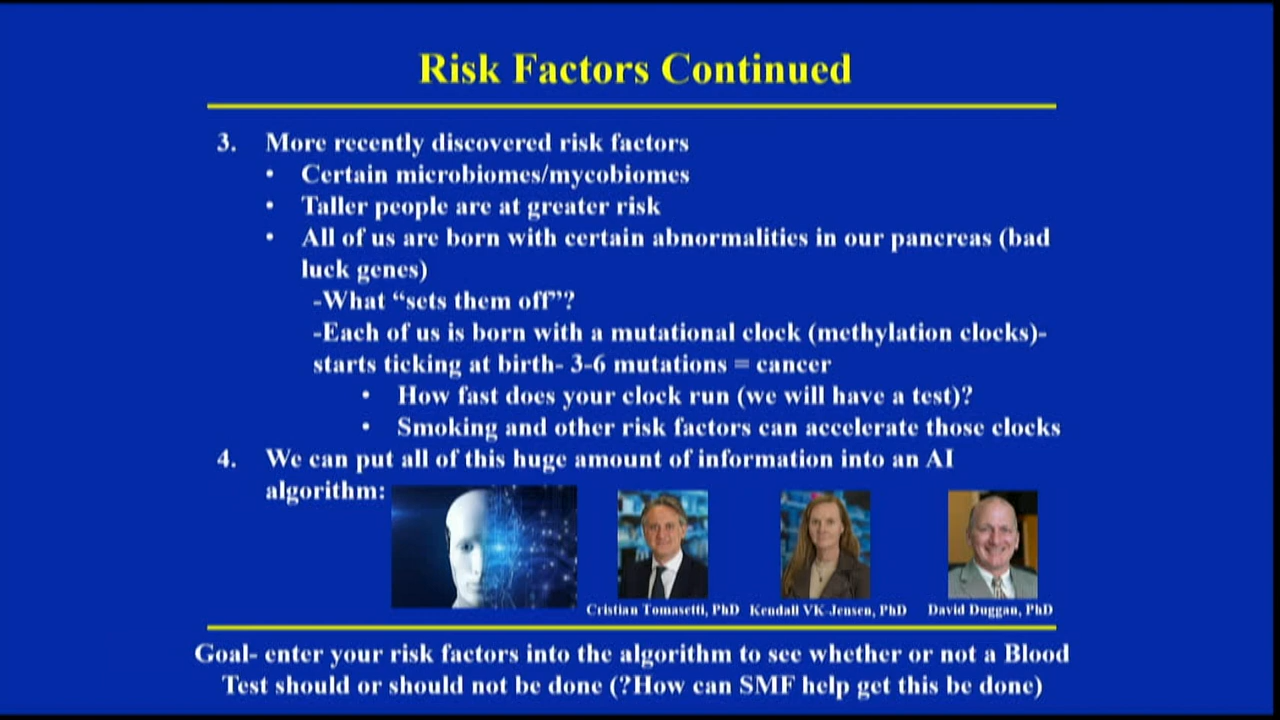 Risk Factors Continued
3. More recently discovered risk factors
• Certain microbiomes/mycobiomes
• Taller people are at greater risk
• All of us are born with certain abnormalities in our pancreas (bad
luck genes)
-What “sets them off”?
-Each of us is born with a mutational clock (methylation clocks)-
starts ticking at birth- 3-6 mutations = cancer
• How fast does your clock run (we will have a test)?
• Smoking and other risk factors can accelerate those clocks
4. We can put all of this huge amount of information into an AI
algorithm:
Cristian Tomasetti, PhD Kendall VK-Jensen, PhD David Duggan, PhD
Goal- enter your risk factors into the algorithm to see whether or not a Blood
Test should or should not be done (?How can SMF help get this be done)